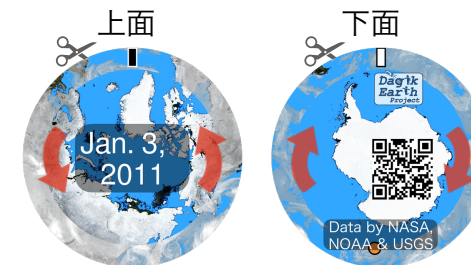 上面
下面
Jan. 3,
2011
Dagik
Earth
Project
Data by NASA,
NOAA & USGS